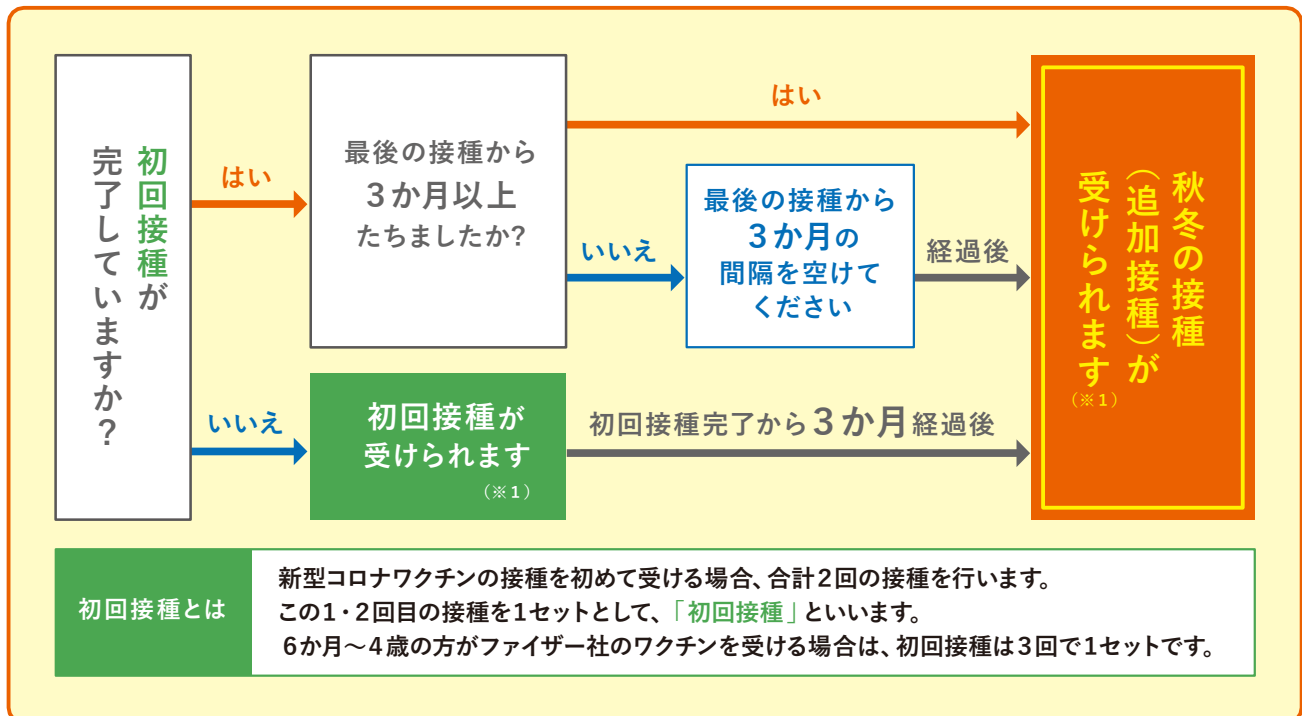 初回接種が
完了していますか？
はい
いいえ
最後の接種から
３か月以上
たちましたか？
はい
いいえ
最後の接種から
３か月の
間隔を空けて
ください
経過後
初回接種が
受けられます
（※１）
初回接種完了から３か月経過後
秋冬の接種
（追加接種）が
受けられます
（※１）
初回接種とは
新型コロナワクチンの接種を初めて受ける場合、合計２回の接種を行います。
この１・２回目の接種を１セットとして、「初回接種」といいます。
６か月〜４歳の方がファイザー社のワクチンを受ける場合は、初回接種は３回で１セットです。